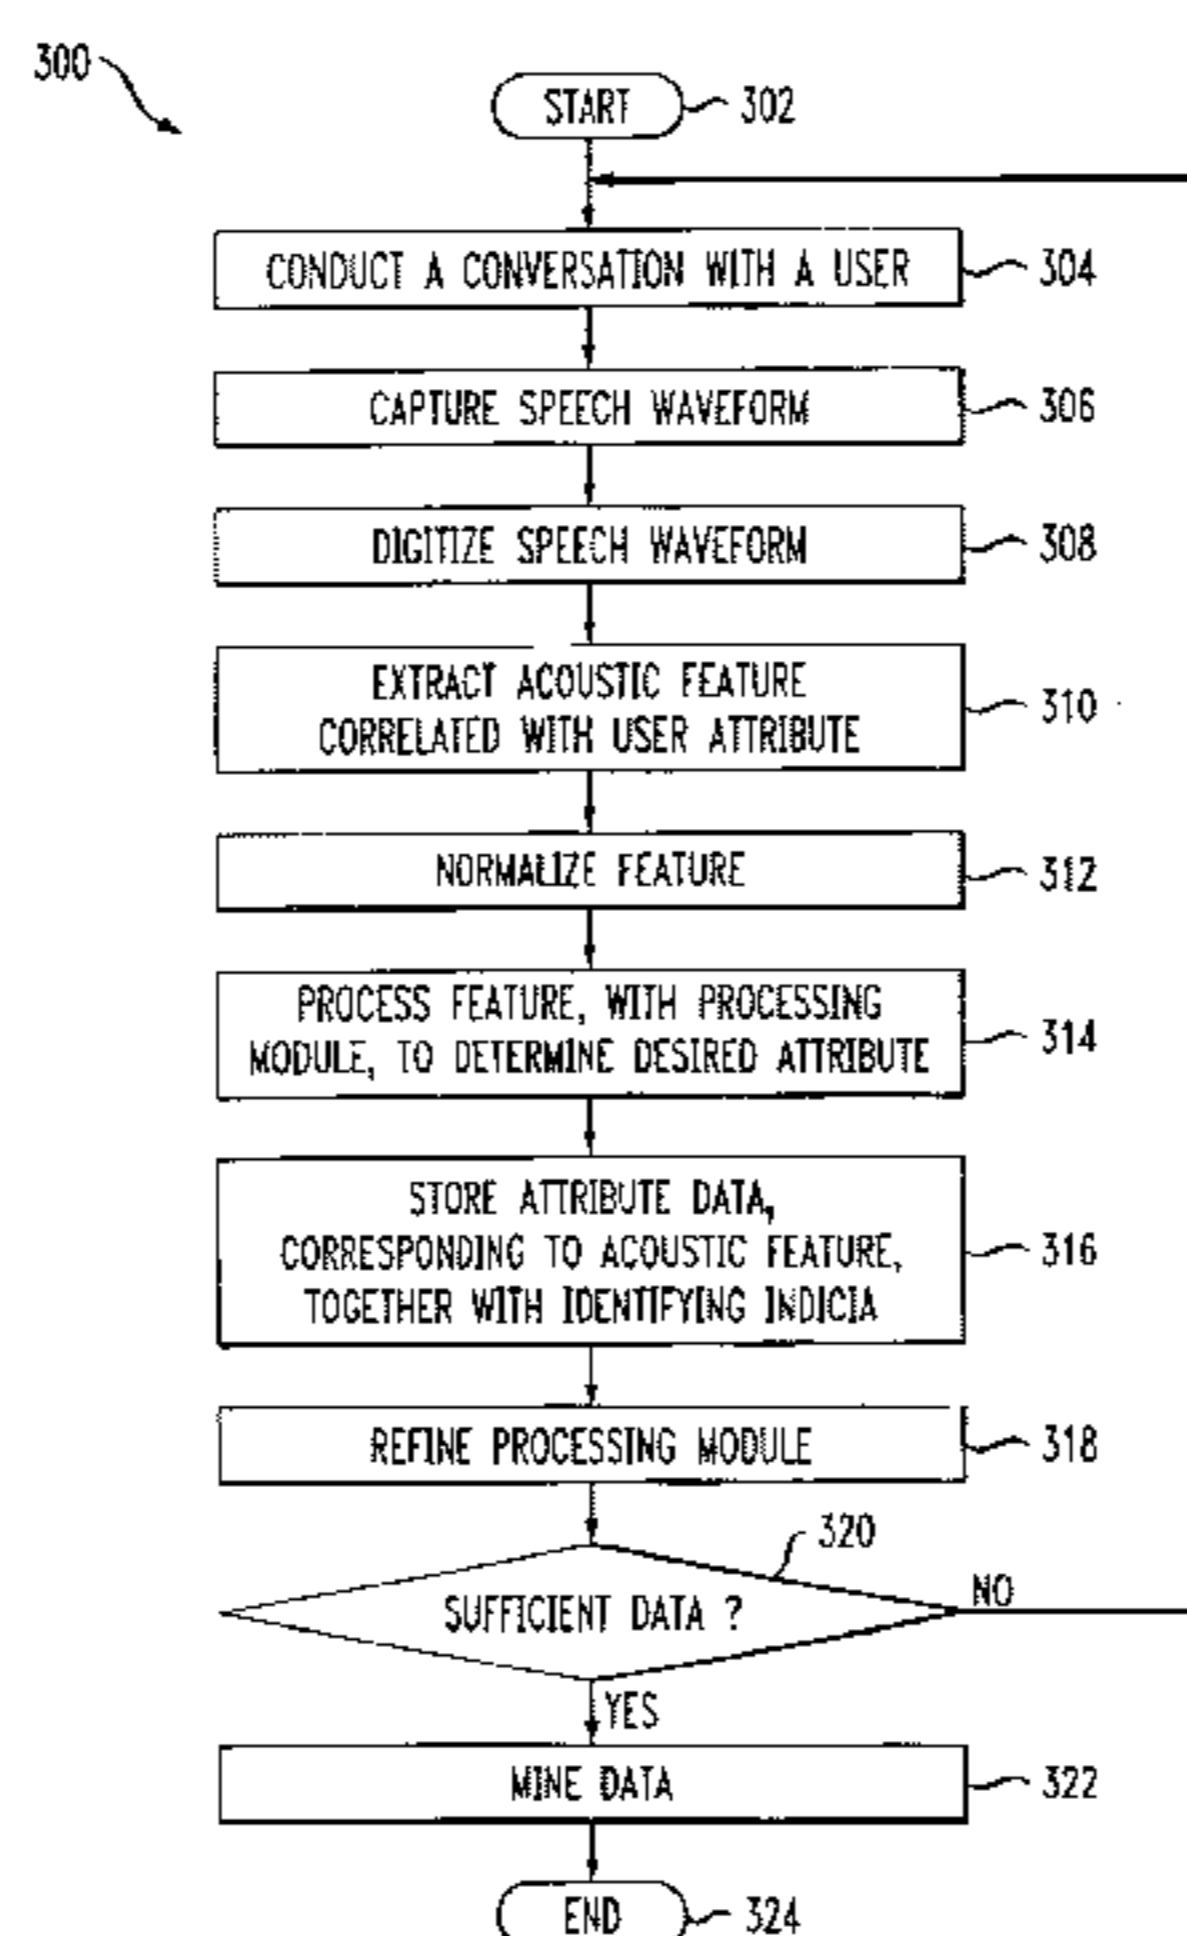 300
START
302
CONDUCT A CONVERSATION WITH A USER
304
CAPTURE SPEECH WAVEFORM
306
DIGITIZE SPEECH WAVEFORM
308
EXTRACT ACOUSTIC FEATURE
CORRELATED WITH USER ATTRIBUTE
310
NORMALIZE FEATURE
312
PROCESS FEATURE, WITH PROCESSING
MODULE, TO DETERMINE DESIRED ATTRIBUTE
314
STORE ATTRIBUTE DATA,
CORRESPONDING TO ACOUSTIC FEATURE,
TOGETHER WITH IDENTIFYING INDICIA
316
REFINE PROCESSING MODULE
318
320
SUFFICIENT DATA ?
NO
YES
MINE DATA
322
END
324